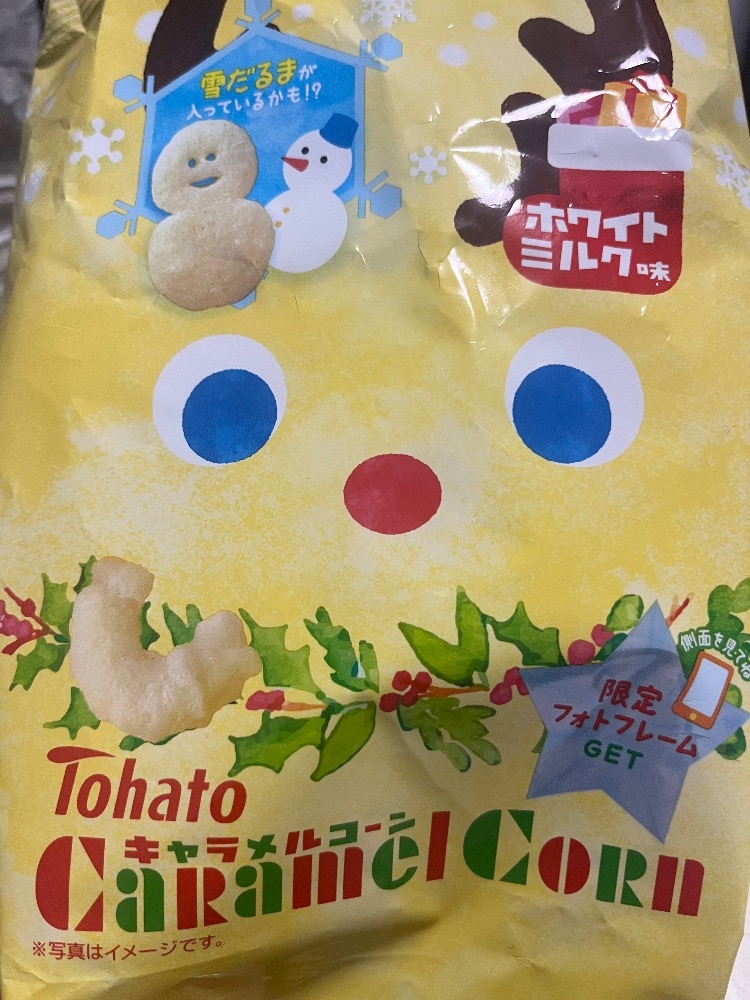 雪だるまが
入っているかも!?
ホワイト
ミルク味
側面を見てね
限定
フォトフレーム
GET
Tohato
キャラメルコーン
Caramel Corn
※写真はイメージです。